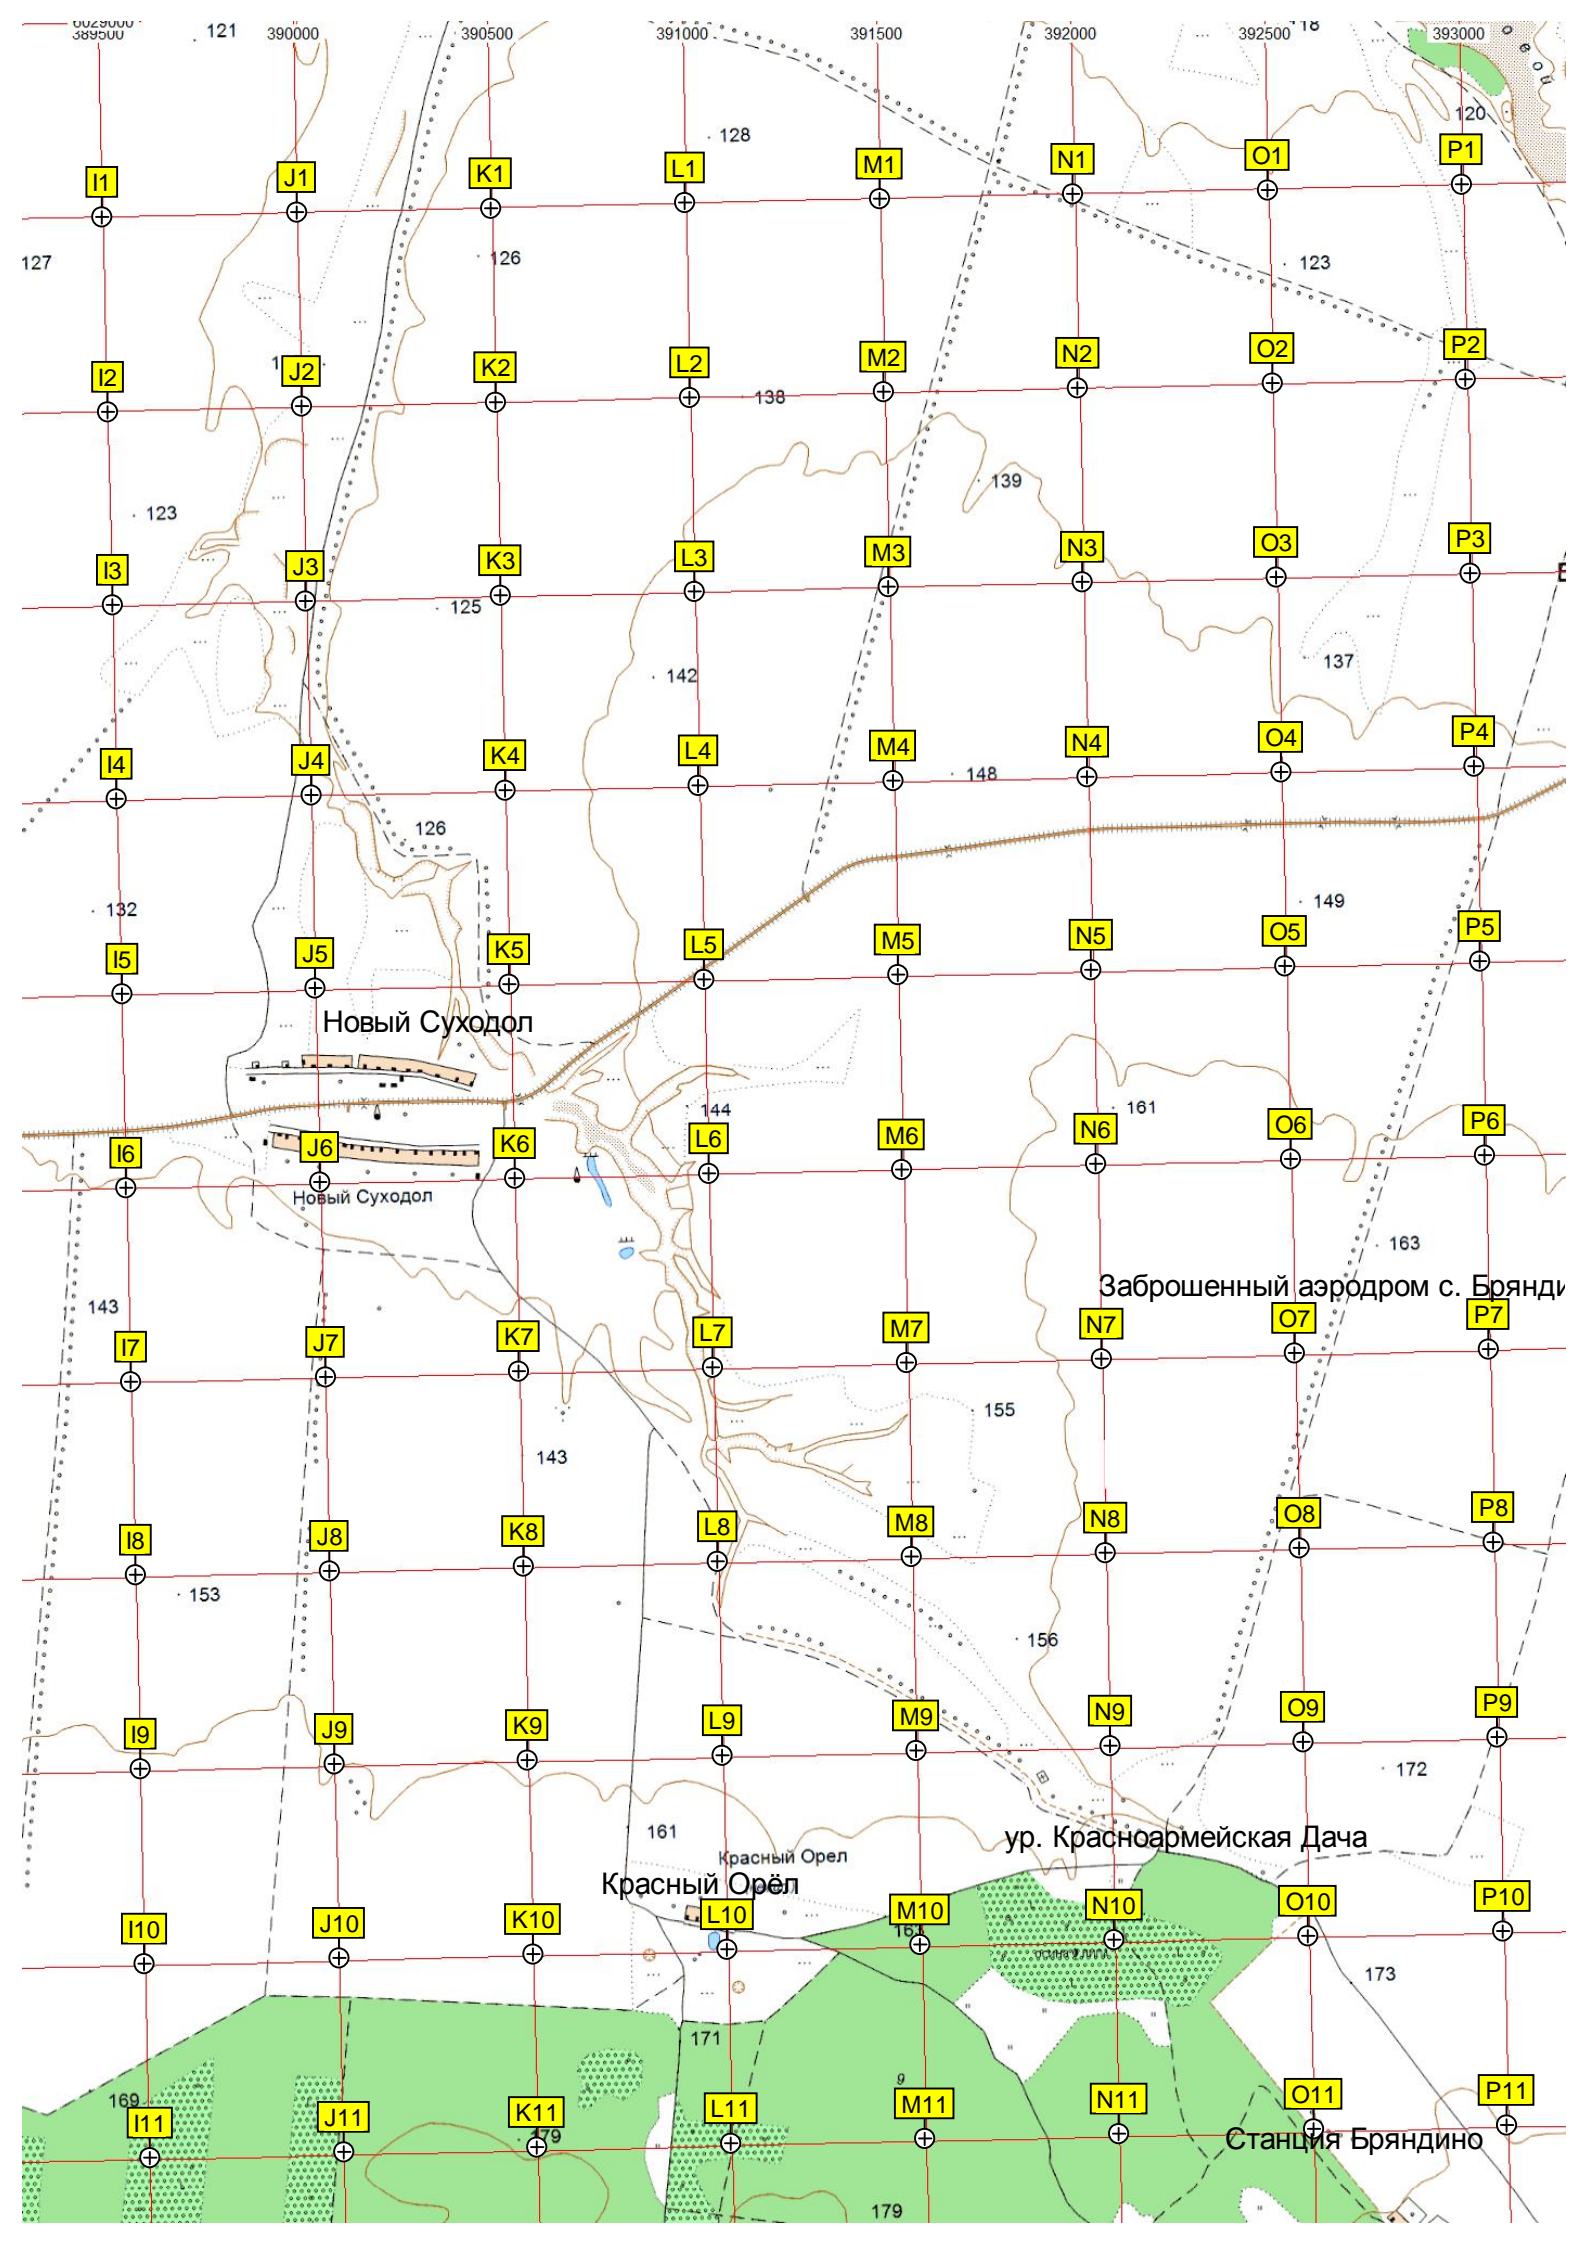 6029000
389500 390000 390500 391000 391500 392000 392500 393000
121 18
128 120
I1 J1 K1 L1 M1 N1 O1 P1
127 126 123
I2 J2 K2 L2 M2 N2 O2 P2
138
139
123
I3 J3 K3 L3 M3 N3 O3 P3
125
142 137
I4 J4 K4 L4 M4 N4 O4 P4
148
126
132 149
I5 J5 K5 L5 M5 N5 O5 P5
Новый Суходол
144 161
I6 J6 K6 L6 M6 N6 O6 P6
Новый Суходол
163
Заброшенный аэродром с. Брянди
143
I7 J7 K7 L7 M7 N7 O7 P7
155
143
I8 J8 K8 L8 M8 N8 O8 P8
153
156
I9 J9 K9 L9 M9 N9 O9 P9
172
161
ур. Красноармейская Дача
Красный Орел
Красный Орёл
I10 J10 K10 L10 M10 N10 O10 P10
163
173
171
169 9
I11 J11 K11 L11 M11 N11 O11 P11
179
Станция Бряндино
179